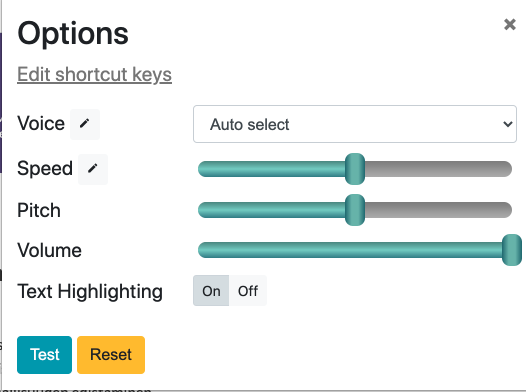 Options
×
Edit shortcut keys
Voice
Auto select
Speed
Pitch
Volume
Text Highlighting
On Off
Test Reset